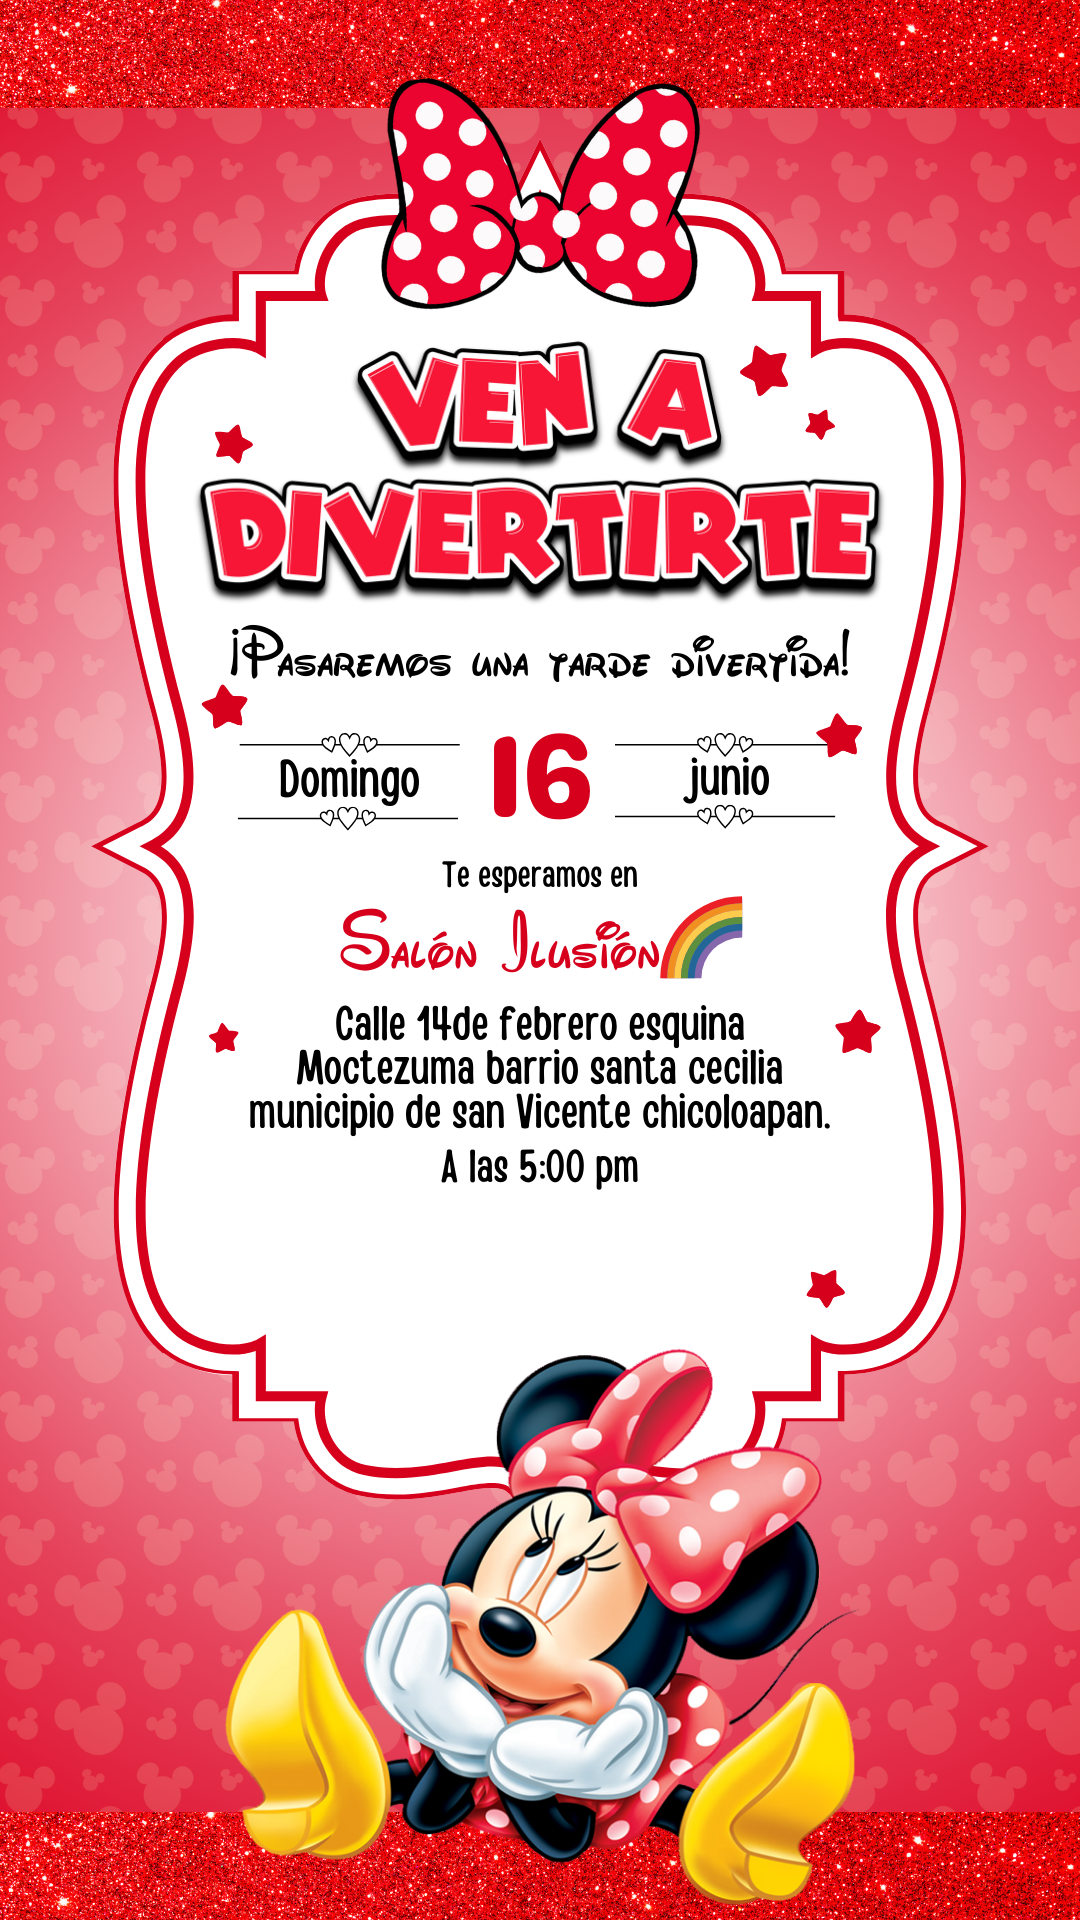 VEN A
DIVERTIRTE
¡Pasaremos una tarde divertida!
Domingo 16 junio
Te esperamos en
Salón Ilusión
Calle 14de febrero esquina
Moctezuma barrio santa cecilia
municipio de san Vicente chicoloapan.
A las 5:00 pm